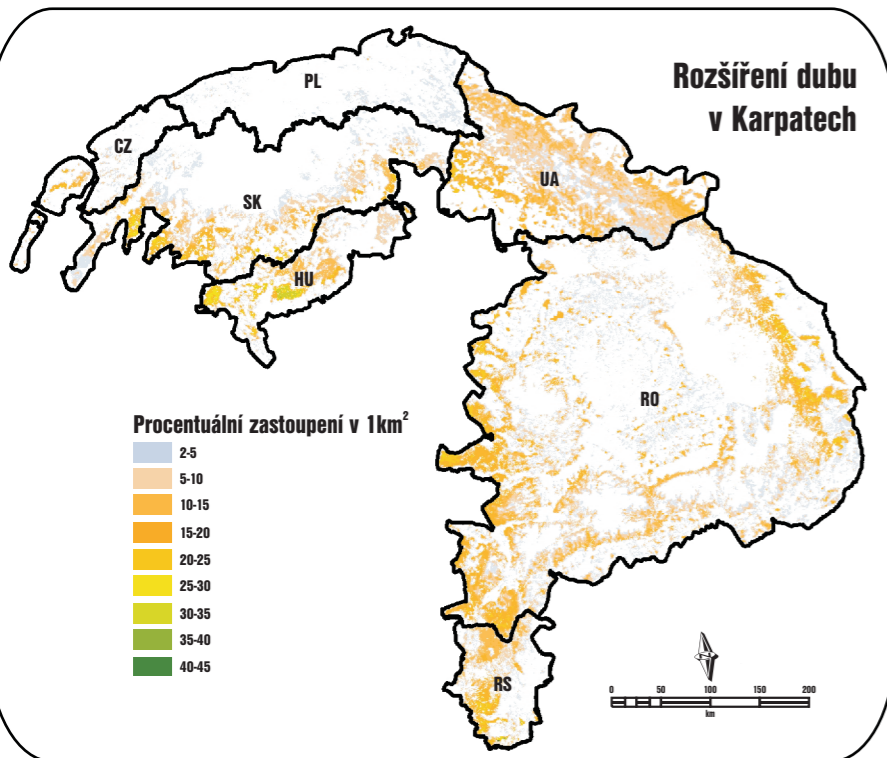 Rozšíření dubu
v Karpatech
PL
CZ
UA
SK
HU
RO
RS
Procentuální zastoupení v 1km²
2-5
5-10
10-15
15-20
20-25
25-30
30-35
35-40
40-45
0 50 100 150 200
km